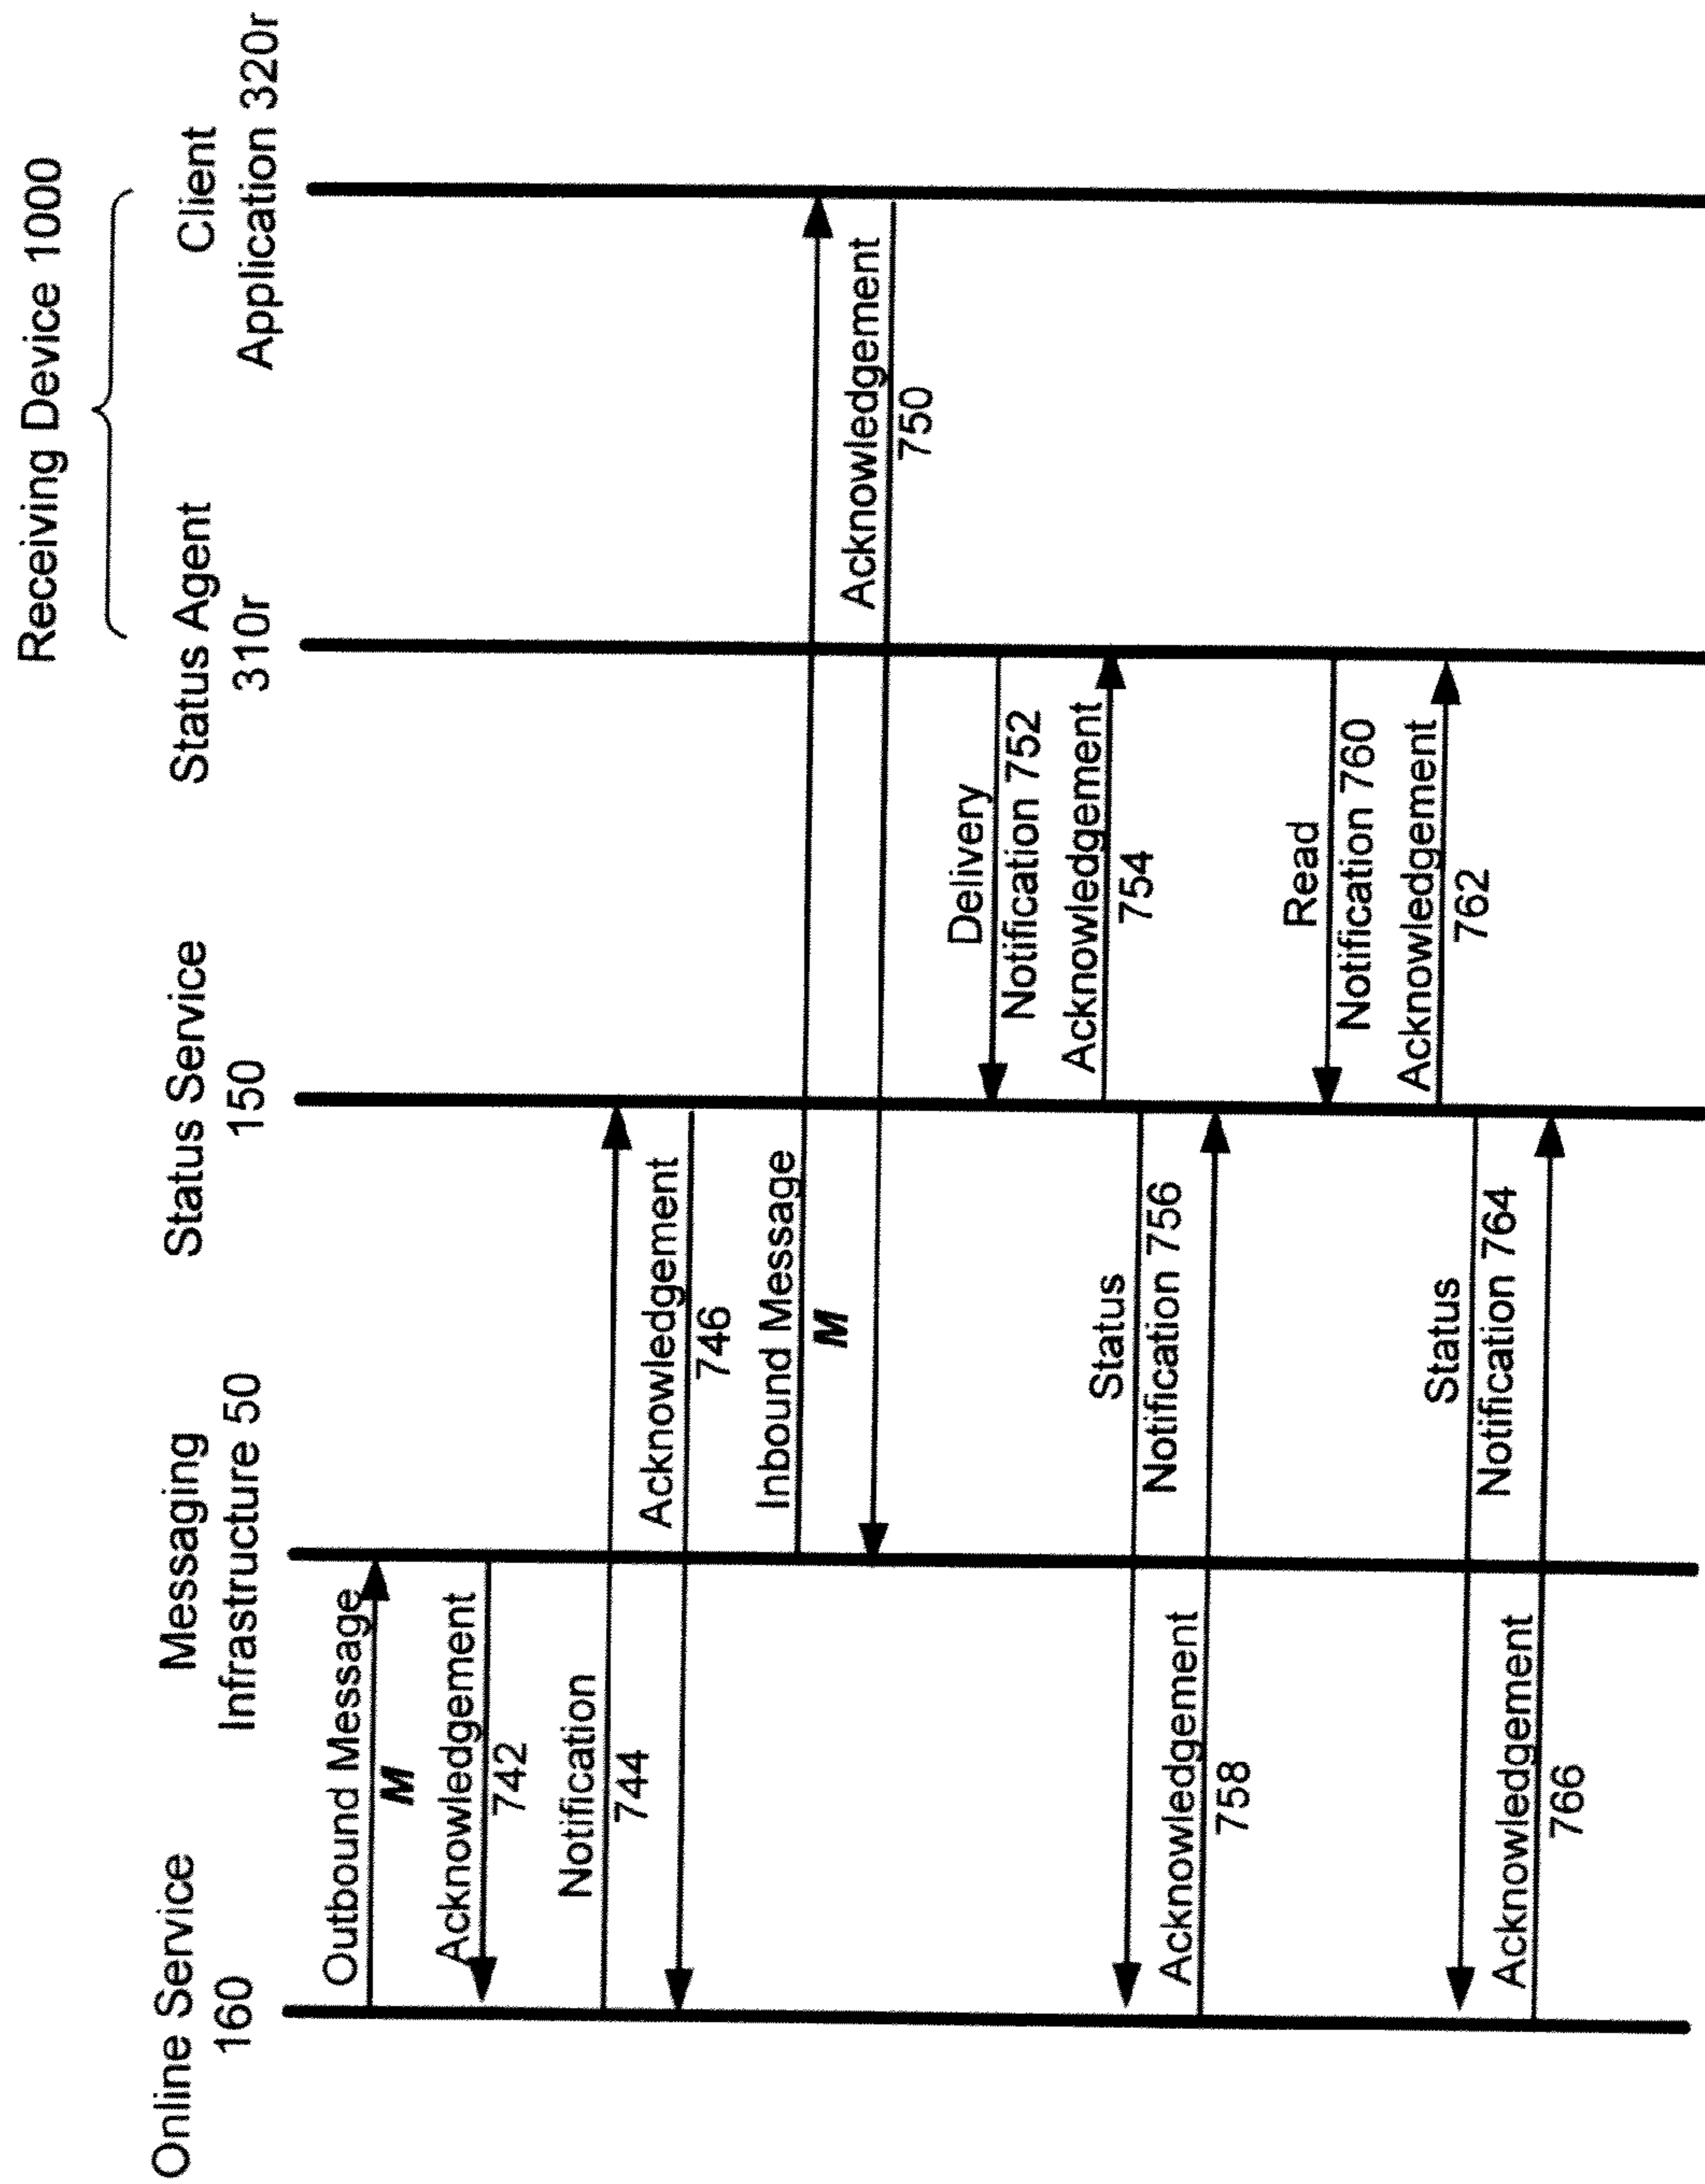 Receiving Device 1000
Online Service
160
Messaging
Infrastructure 50
Status Service
150
Status Agent
310r
Client
Application 320r
Outbound Message
M
Acknowledgement
742
Notification
744
Acknowledgement
746
Inbound Message
M
Acknowledgement
750
Delivery
Notification 752
Acknowledgement
754
Status
Notification 756
Acknowledgement
758
Read
Notification 760
Acknowledgement
762
Status
Notification 764
Acknowledgement
766